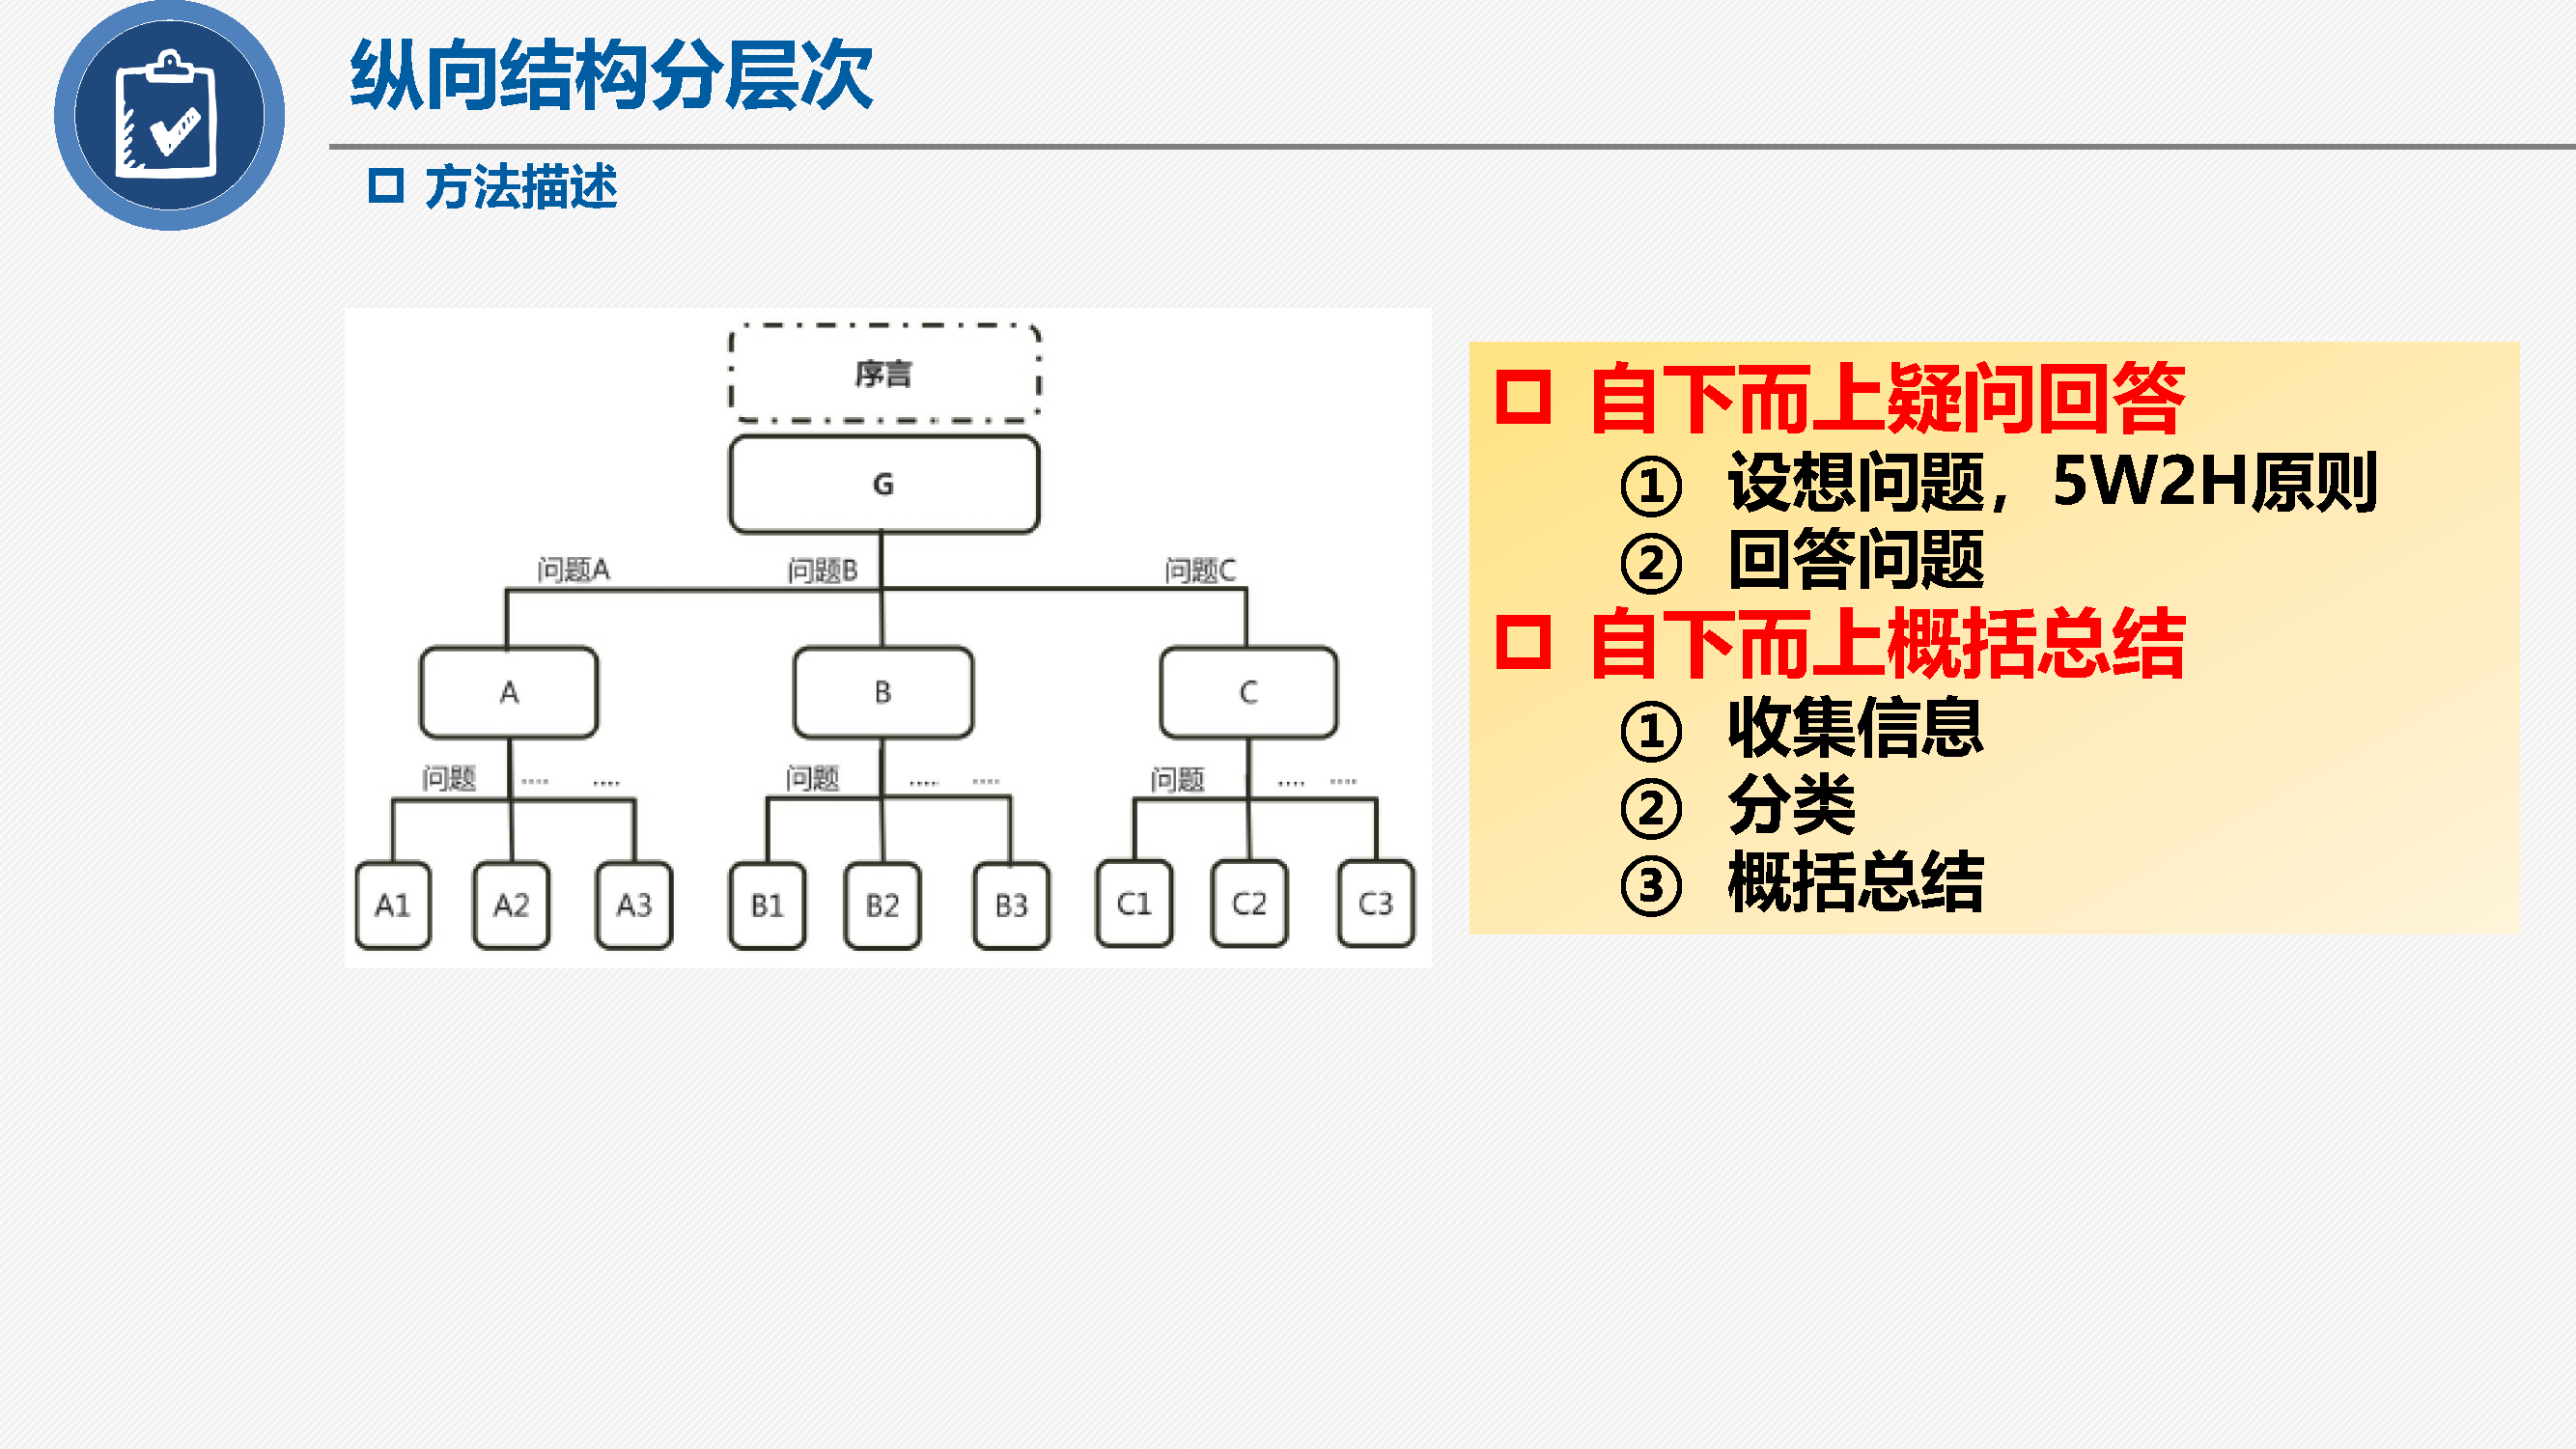 纵向结构分层次
方法描述
序言
G
问题A 问题B 问题C
A B C
问题 .... .... 问题 .... .... 问题 .... ....
A1 A2 A3 B1 B2 B3 C1 C2 C3
自下而上疑问回答
① 设想问题，5W2H原则
② 回答问题
自下而上概括总结
① 收集信息
② 分类
③ 概括总结